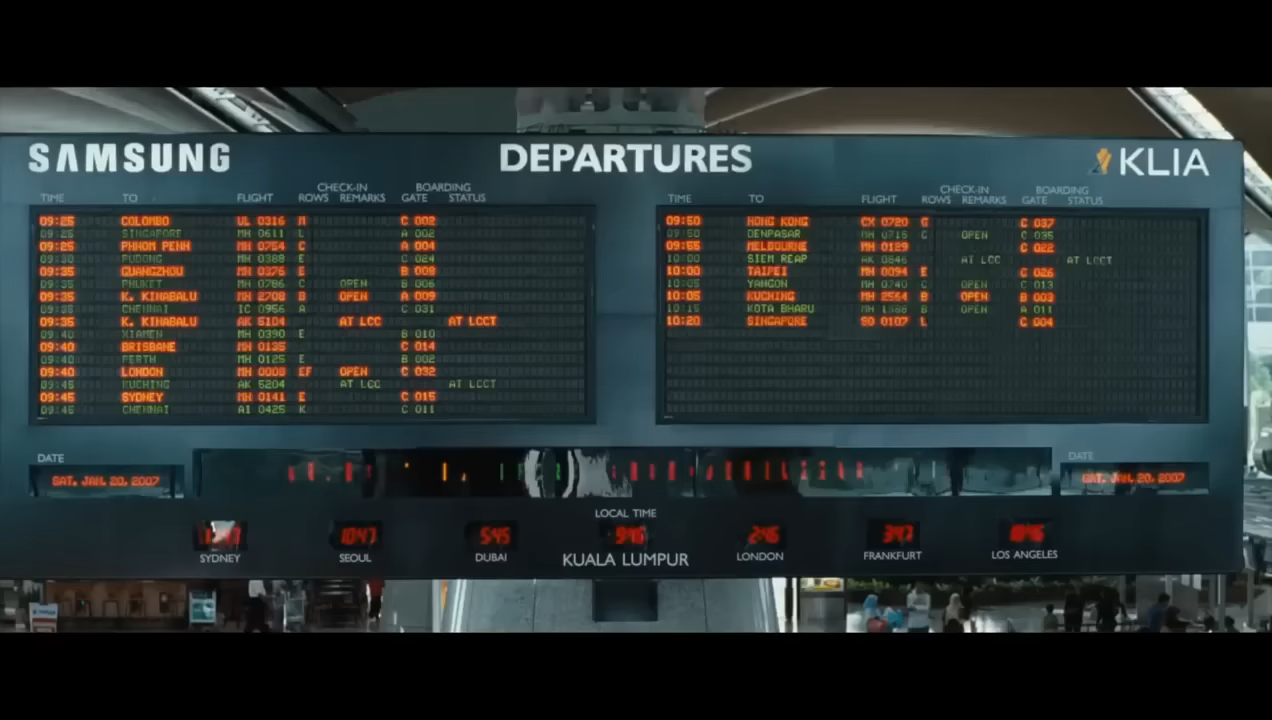 SAMSUNG DEPARTURES KLIA
TIME TO FLIGHT CHECK-IN ROWS REMARKS BOARDING GATE STATUS
09:25 COLOMBO UL 0316 M C 002
09:25 SINGAPORE MH 0611 L A 002
09:25 PHNOM PENH MH 0754 C A 004
09:30 PUDONG MH 0388 E C 024
09:35 GUANGZHOU MH 0376 E B 008
09:35 PHUKET MH 0786 C OPEN B 006
09:35 K. KINABALU MH 2708 B OPEN A 009
09:35 CHENNAI IC 0956 A C 031
09:35 K. KINABALU AK 5104 AT LCC AT LCCT
09:40 XIAMEN MH 0390 E B 010
09:40 BRISBANE MH 0135 C 014
09:40 PERTH MH 0125 E B 002
09:40 LONDON MH 0008 EF OPEN C 032
09:45 KUCHING AK 5204 AT LCC AT LCCT
09:45 SYDNEY MH 0141 E C 015
09:45 CHENNAI AI 0425 K C 011
TIME TO FLIGHT CHECK-IN ROWS REMARKS BOARDING GATE STATUS
09:50 HONG KONG CX 0720 G C 037
09:50 DENPASAR MH 0715 C OPEN C 035
09:55 MELBOURNE MH 0129 C 022
10:00 SIEM REAP AK 0846 AT LCC AT LCCT
10:00 TAIPEI MH 0094 E C 026
10:05 YANGON MH 0740 C OPEN C 013
10:05 KUCHING MH 2564 B OPEN B 003
10:15 KOTA BHARU MH 1388 B OPEN A 011
10:20 SINGAPORE SQ 0107 L C 004
DATE
SAT. JAN. 20, 2007
DATE
SAT. JAN. 20, 2007
LOCAL TIME
10:47 5:45 9:46 2:46 3:47
SYDNEY SEOUL DUBAI KUALA LUMPUR LONDON FRANKFURT LOS ANGELES